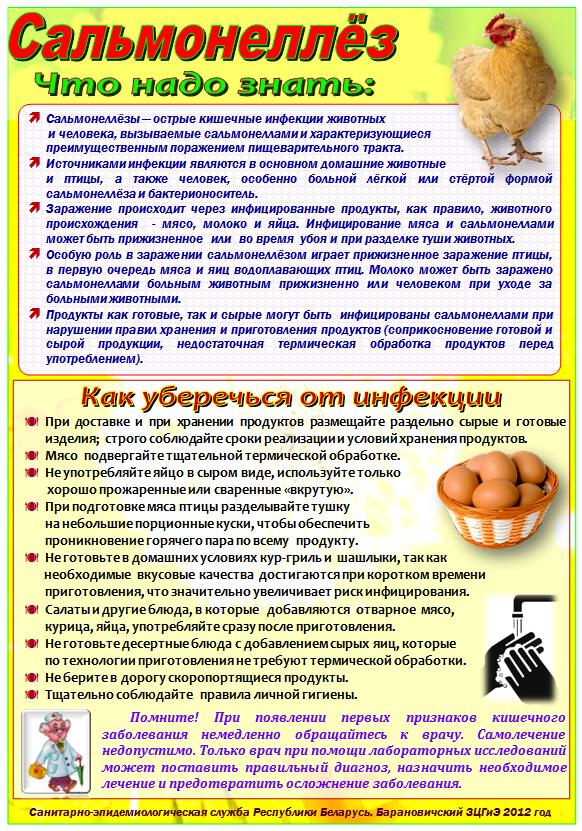 Сальмонеллёз
Что надо знать:
Сальмонеллёзы – острые кишечные инфекции животных
и человека, вызываемые сальмонеллами и характеризующиеся
преимущественным поражением пищеварительного тракта.
Источниками инфекции являются в основном домашние животные
и птицы, а также человек, особенно больной лёгкой или стёртой формой
сальмонеллёза и бактерионоситель.
Заражение происходит через инфицированные продукты, как правило, животного
происхождения - мясо, молоко и яйца. Инфицирование мяса и сальмонеллами
может быть прижизненное или во время убоя и при разделке туши животных.
Особую роль в заражении сальмонеллёзом играет прижизненное заражение птицы,
в первую очередь мяса и яиц водоплавающих птиц. Молоко может быть заражено
сальмонеллами больным животным прижизненно или человеком при уходе за
больными животными.
Продукты как готовые, так и сырые могут быть инфицированы сальмонеллами при
нарушении правил хранения и приготовления продуктов (соприкосновение готовой и
сырой продукции, недостаточная термическая обработка продуктов перед
употреблением).
Как уберечься от инфекции
При доставке и при хранении продуктов размещайте раздельно сырые и готовые
изделия; строго соблюдайте сроки реализации и условий хранения продуктов.
Мясо подвергайте тщательной термической обработке.
Не употребляйте яйцо в сыром виде, используйте только
хорошо прожаренные или сваренные «вкрутую».
При подготовке мяса птицы разделывайте тушку
на небольшие порционные куски, чтобы обеспечить
проникновение горячего пара по всему продукту.
Не готовьте в домашних условиях кур-гриль и шашлыки, так как
необходимые вкусовые качества достигаются при коротком времени
приготовления, что значительно увеличивает риск инфицирования.
Салаты и другие блюда, в которые добавляются отварное мясо,
курица, яйца, употребляйте сразу после приготовления.
Не готовьте десертные блюда с добавлением сырых яиц, которые
по технологии приготовления не требуют термической обработки.
Не берите в дорогу скоропортящиеся продукты.
Тщательно соблюдайте правила личной гигиены.
Помните! При появлении первых признаков кишечного
заболевания немедленно обращайтесь к врачу. Самолечение
недопустимо. Только врач при помощи лабораторных исследований
может поставить правильный диагноз, назначить необходимое
лечение и предотвратить осложнение заболевания.
Санитарно-эпидемиологическая служба Республики Беларусь. Барановичский ЗЦГиЭ 2012 год